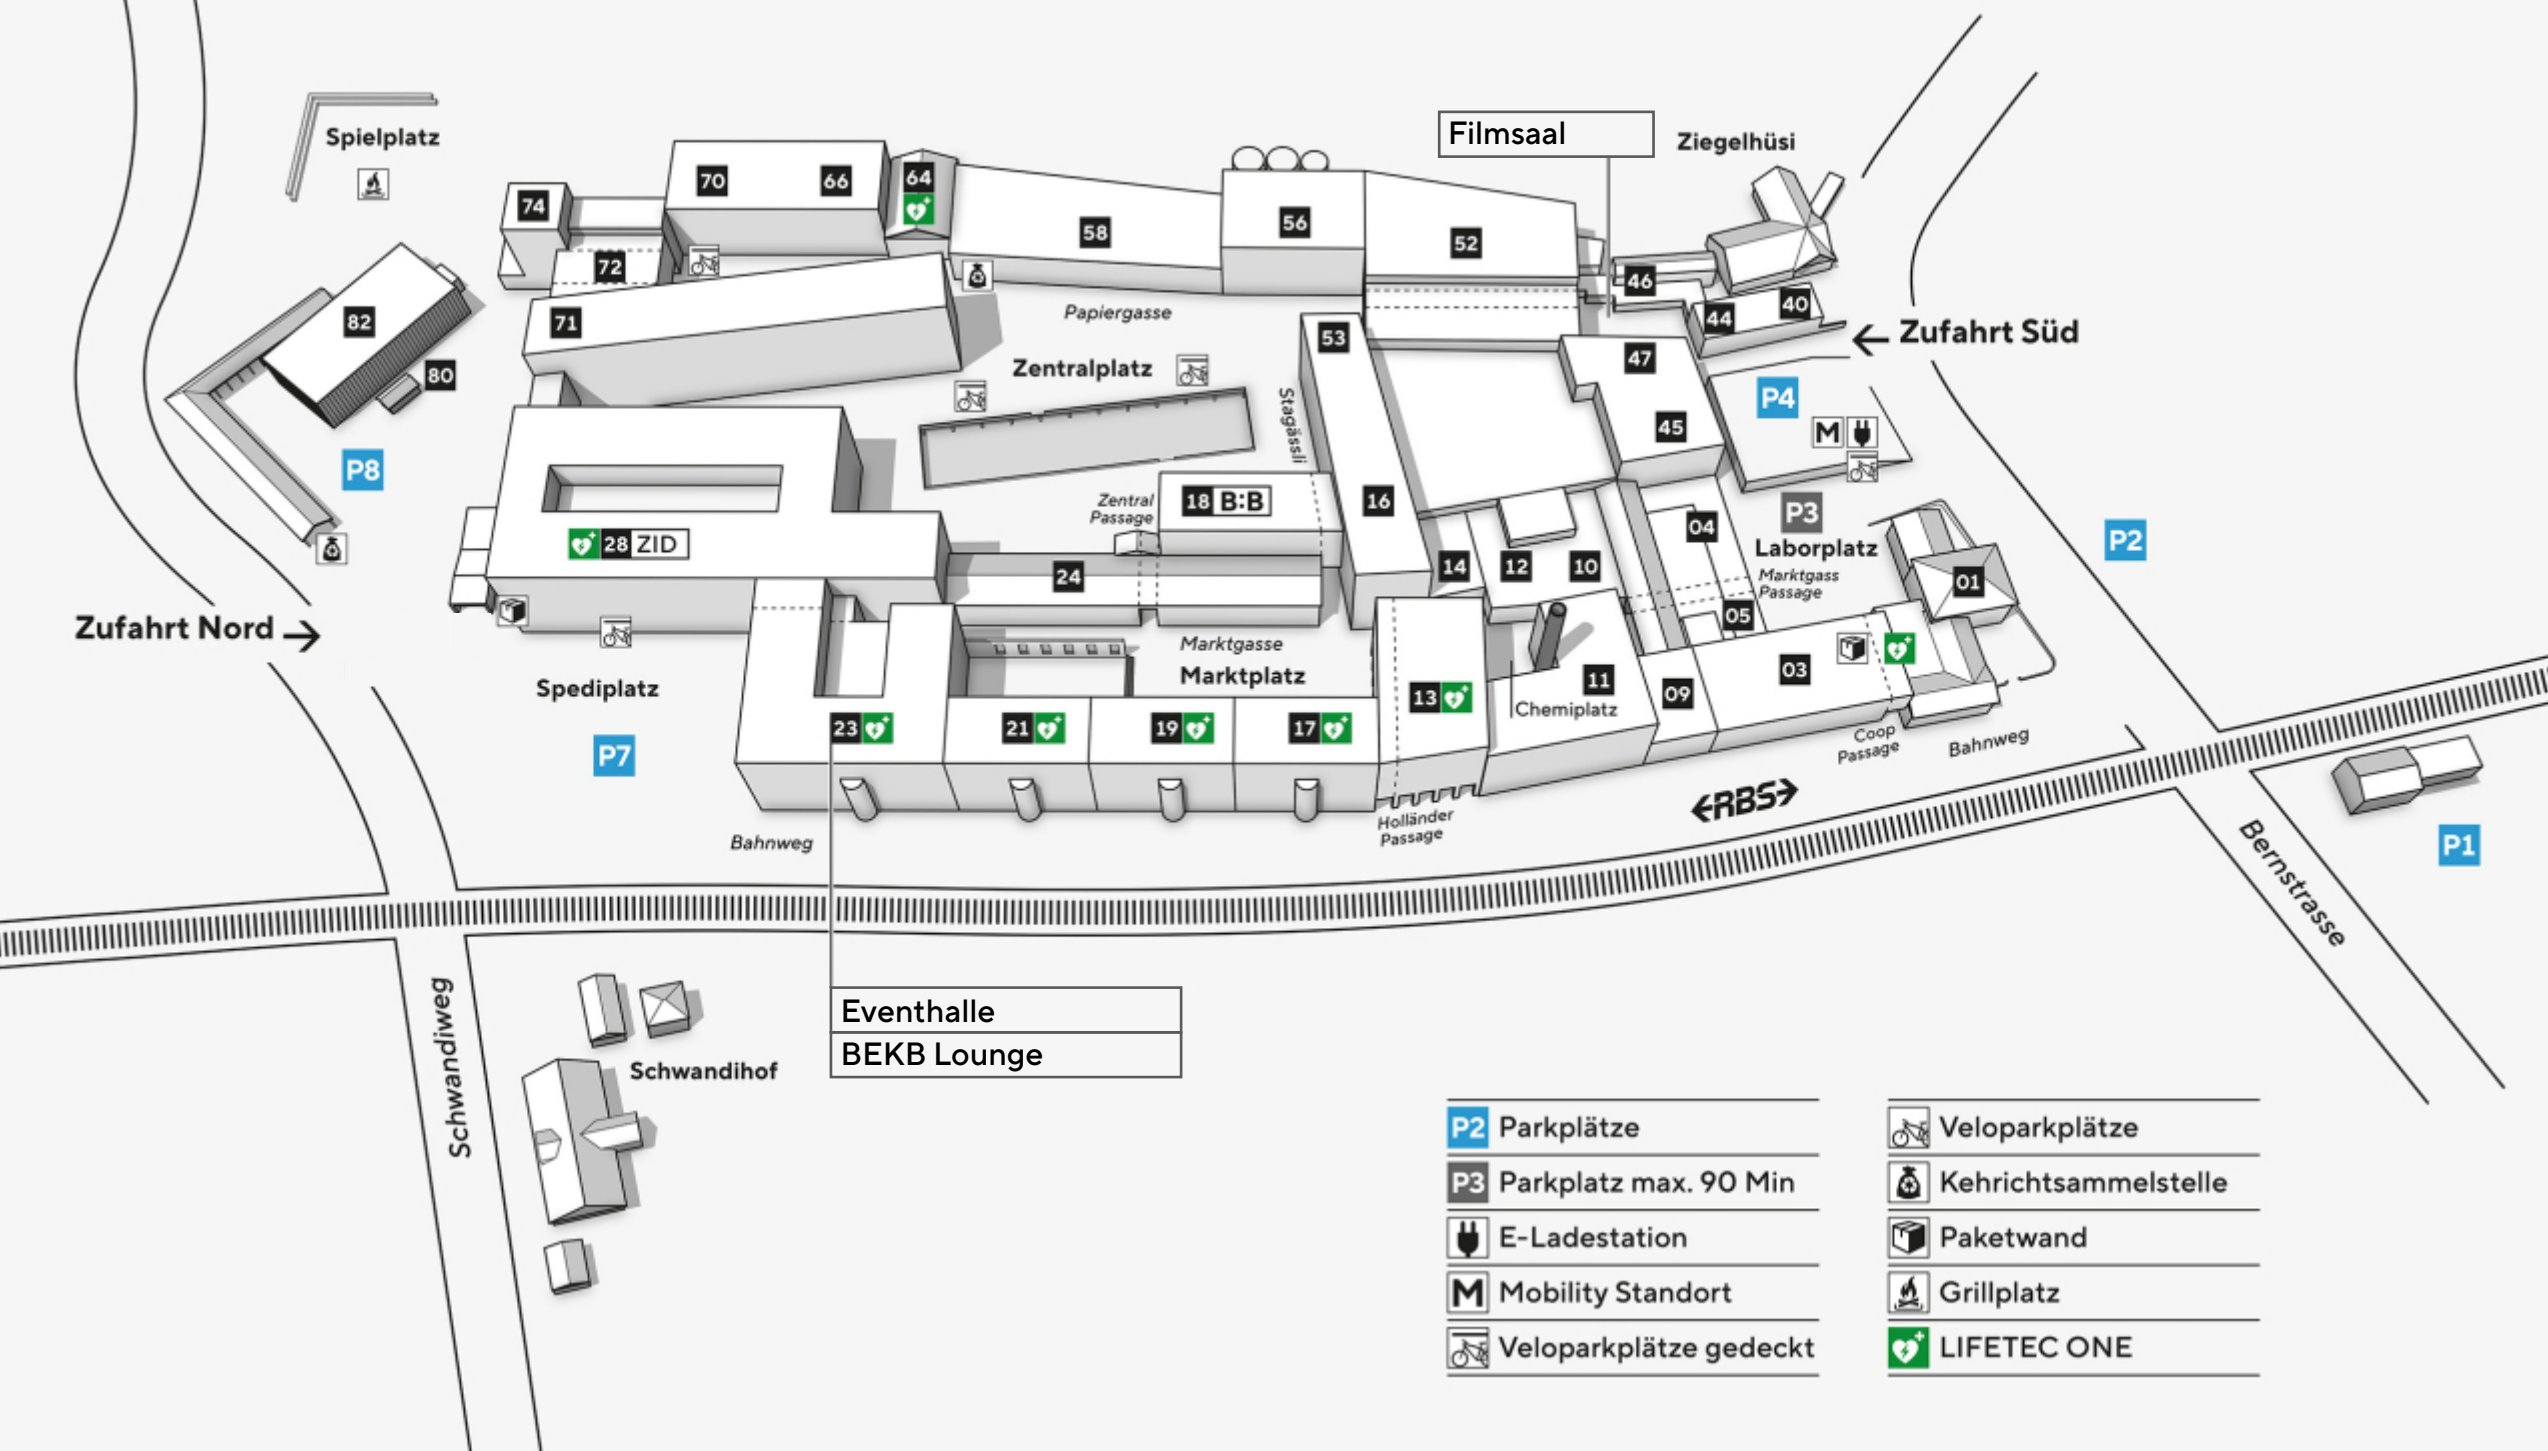 Filmsaal
Spielplatz
Ziegelhüsi
70
66
64
74
58
56
52
72
46
40
44
82
71
Papiergasse
53
Zufahrt Süd
47
Zentralplatz
80
P4
Stagässli
45
M
P8
Zentral
Passage
18 B:B
16
04
P3
Laborplatz
P2
28 ZID
24
14
12
10
Marktgass
Passage
01
05
Zufahrt Nord
Marktgasse
Marktplatz
03
Spediplatz
13
11
09
Chemiplatz
23
21
19
17
Coop
Passage
Bahnweg
P7
RBS
Holländer
Passage
Bahnweg
P1
Bernstrasse
Schwandiweg
Eventhalle
BEKB Lounge
Schwandihof
P2 Parkplätze
P3 Parkplatz max. 90 Min
E-Ladestation
M Mobility Standort
Veloparkplätze gedeckt
Veloparkplätze
Kehrichtsammelstelle
Paketwand
Grillplatz
LIFETEC ONE